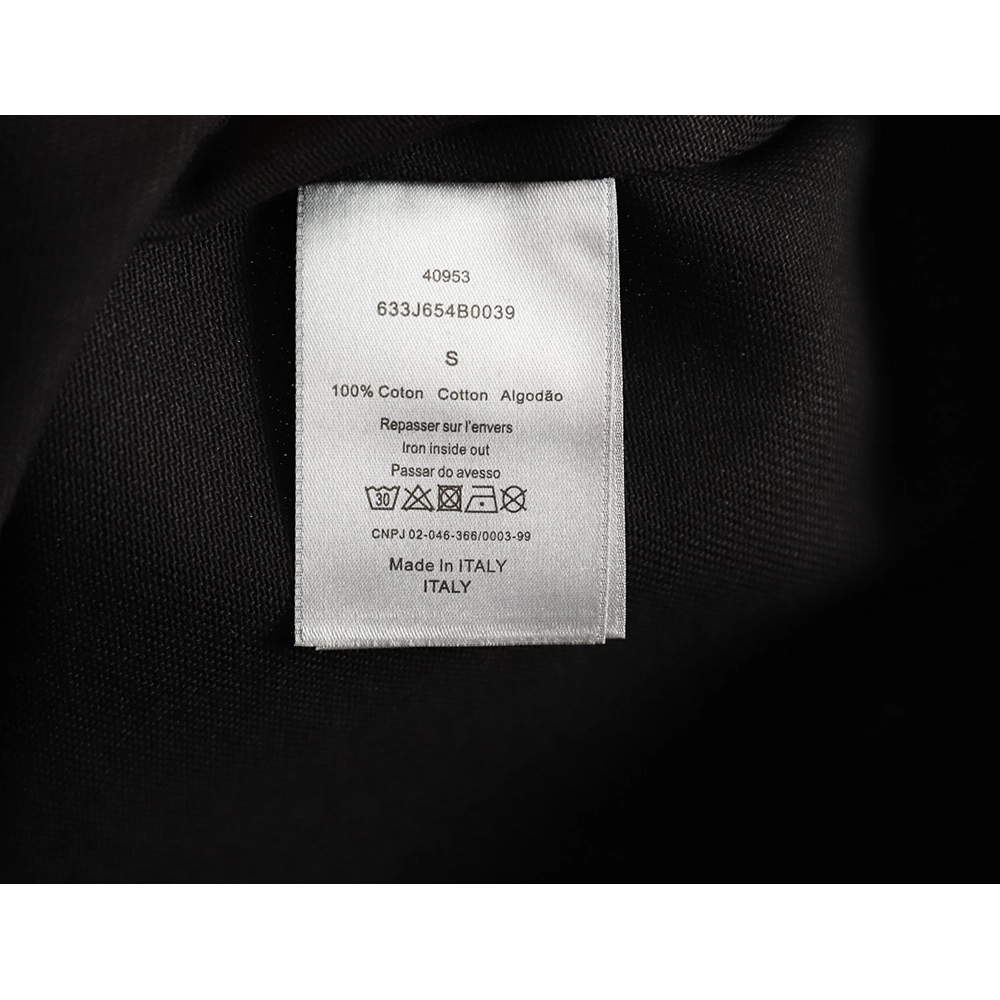 40953
633J654B0039
S
100% Coton Cotton Algodão
Repasser sur l'envers
Iron inside out
Passar do avesso
30
CNPJ 02-046-366/0003-99
Made In ITALY
ITALY